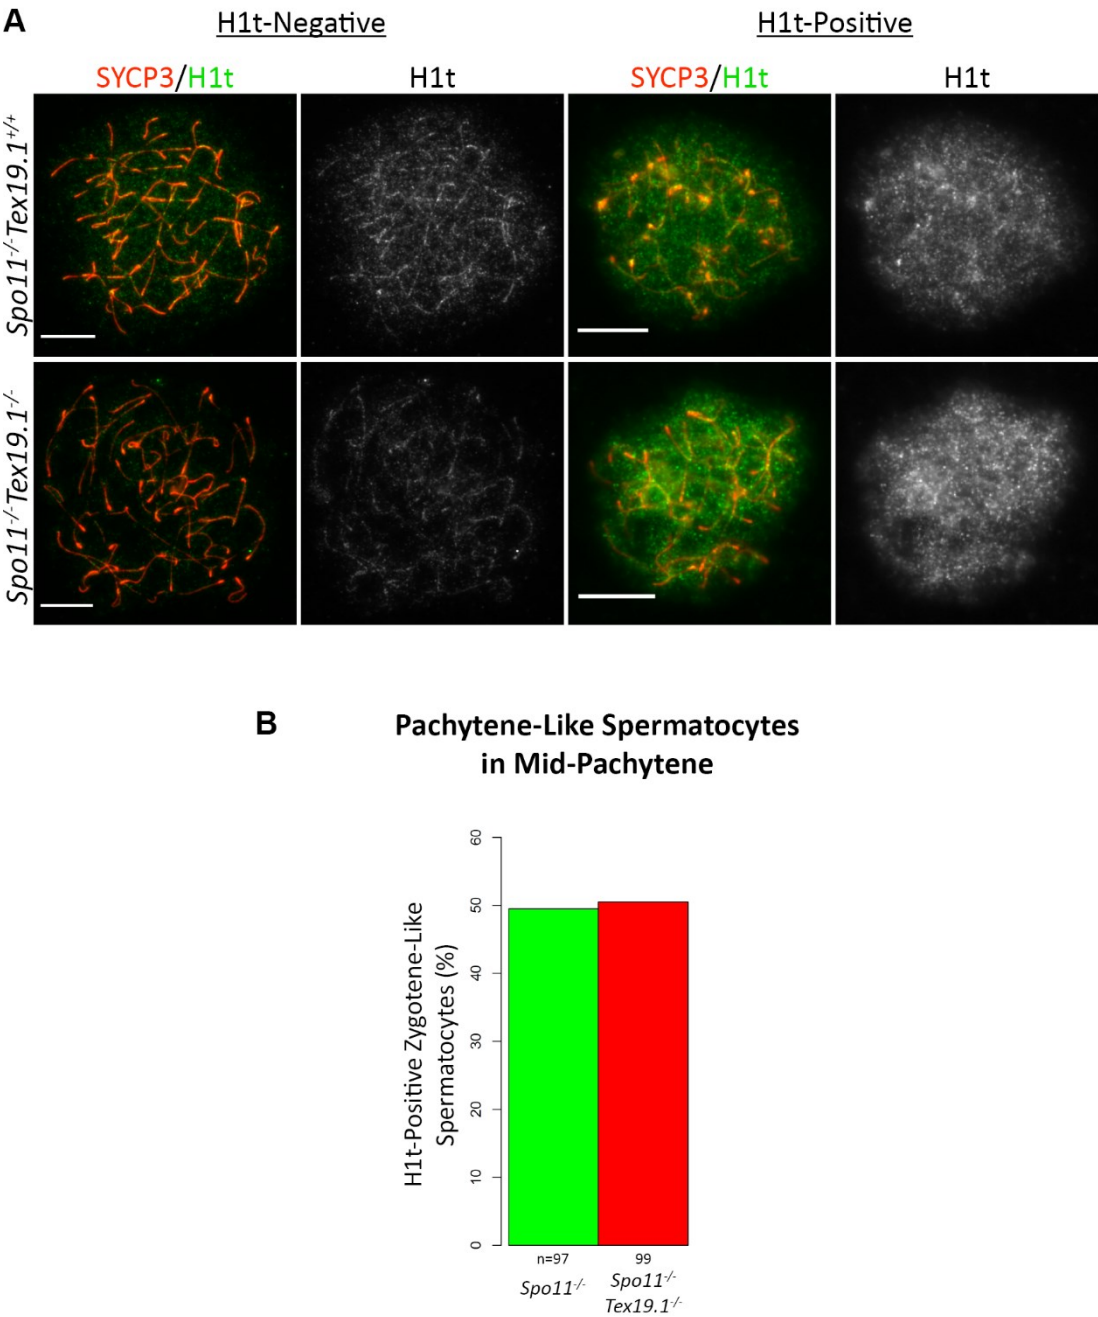 A
H1t-Negative
H1t-Positive
SYCP3/H1t
H1t
SYCP3/H1t
H1t
Spo11-/-Tex19.1+/+
Spo11-/-Tex19.1-/-
B
Pachytene-Like Spermatocytes
in Mid-Pachytene
H1t-Positive Zygotene-Like
Spermatocytes (%)
60
50
40
30
20
10
0
n=97
99
Spo11-/-
Spo11-/-
Tex19.1-/-